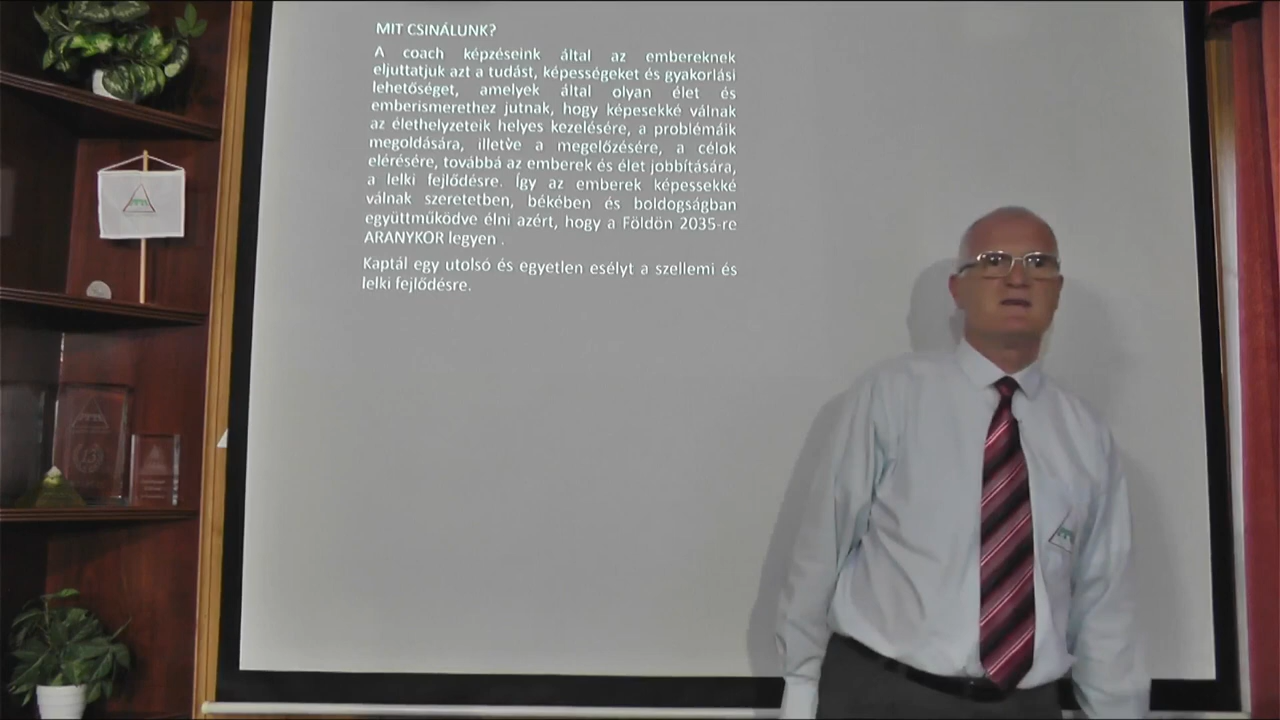 MIT CSINÁLUNK?
A coach képzéseink által az embereknek
eljuttatjuk azt a tudást, képességeket és gyakorlási
lehetőséget, amelyek által olyan élet és
emberismerethez jutnak, hogy képesekké válnak
az élethelyzeteik helyes kezelésére, a problémáik
megoldására, illetve a megelőzésére, a célok
elérésére, továbbá az emberek és élet jobbítására,
a lelki fejlődésre. Így az emberek képessekké
válnak szeretetben, békében és boldogságban
együttműködve élni azért, hogy a Földön 2035-re
ARANYKOR legyen .
Kaptál egy utolsó és egyetlen esélyt a szellemi és
lelki fejlődésre.
13